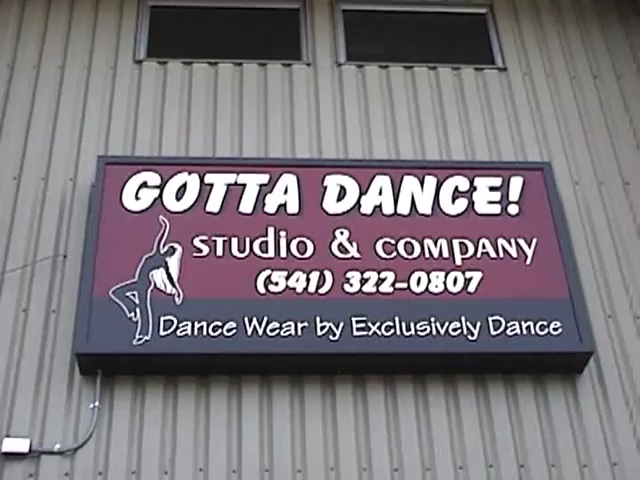 GOTTA DANCE!
STUDIO & COMPANY
(541) 322-0807
Dance Wear by Exclusively Dance